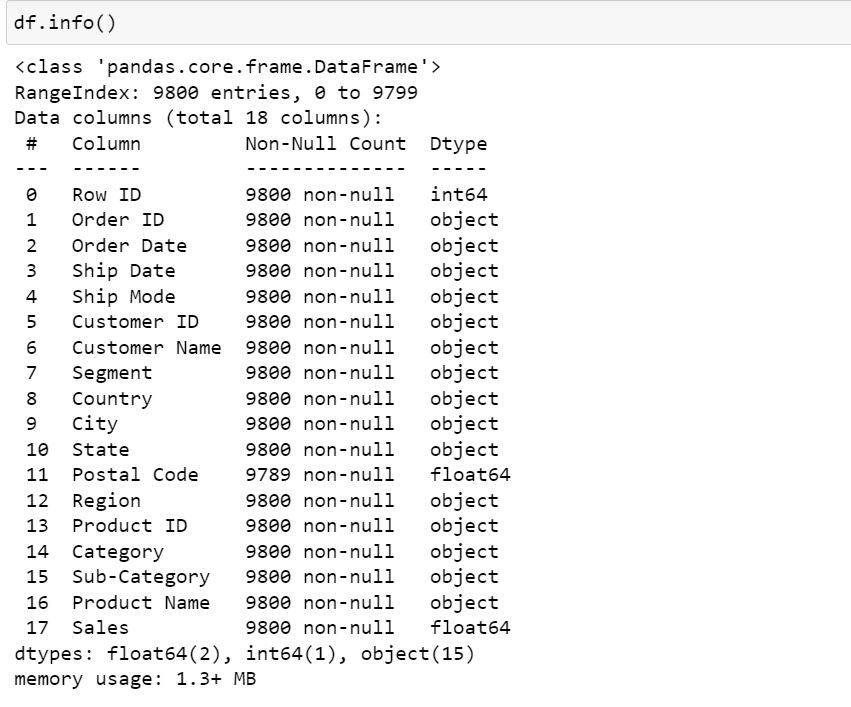 df.info()
<class 'pandas.core.frame.DataFrame'>
RangeIndex: 9800 entries, 0 to 9799
Data columns (total 18 columns):
 #   Column         Non-Null Count  Dtype
---  ------         --------------  -----
 0   Row ID         9800 non-null   int64
 1   Order ID       9800 non-null   object
 2   Order Date     9800 non-null   object
 3   Ship Date      9800 non-null   object
 4   Ship Mode      9800 non-null   object
 5   Customer ID    9800 non-null   object
 6   Customer Name  9800 non-null   object
 7   Segment        9800 non-null   object
 8   Country        9800 non-null   object
 9   City           9800 non-null   object
 10  State          9800 non-null   object
 11  Postal Code    9789 non-null   float64
 12  Region         9800 non-null   object
 13  Product ID     9800 non-null   object
 14  Category       9800 non-null   object
 15  Sub-Category   9800 non-null   object
 16  Product Name   9800 non-null   object
 17  Sales          9800 non-null   float64
dtypes: float64(2), int64(1), object(15)
memory usage: 1.3+ MB